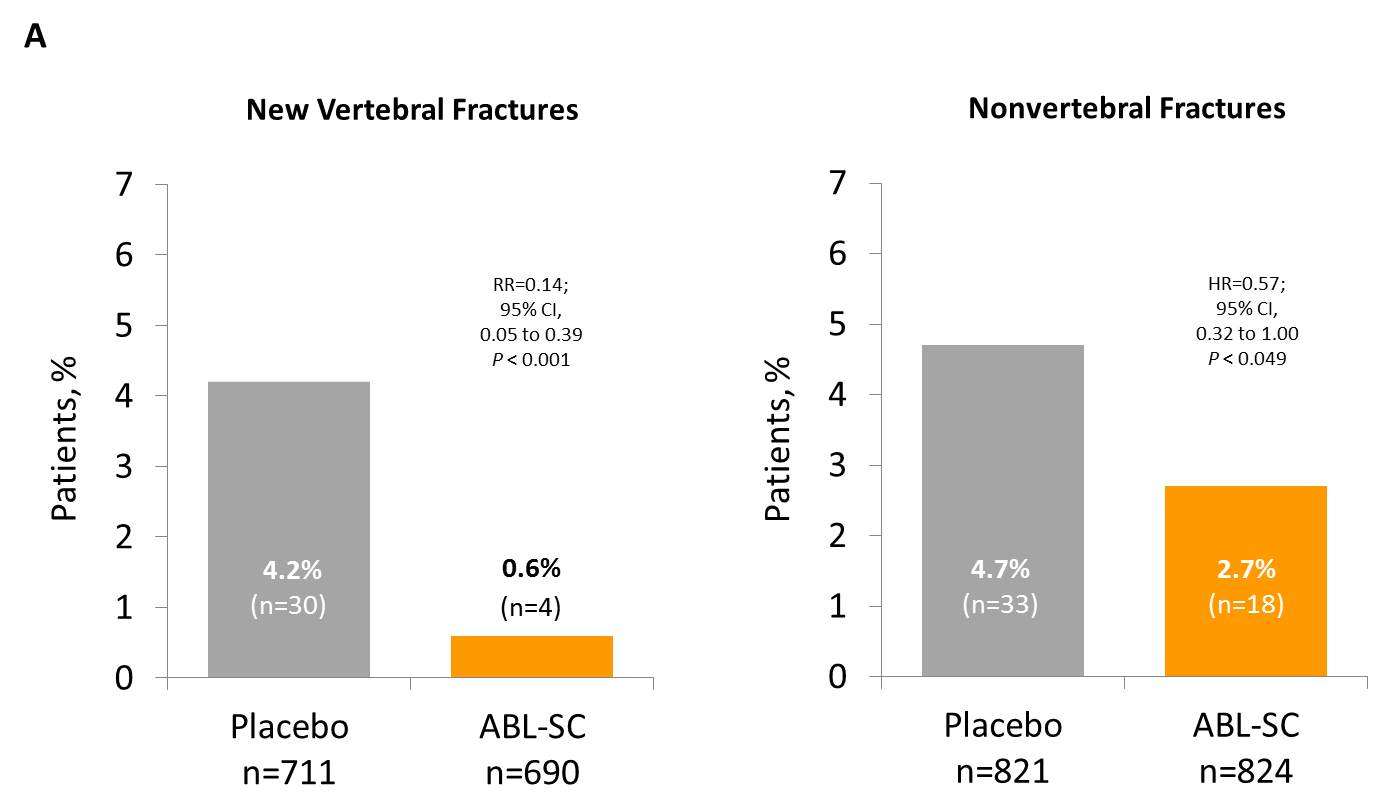 A
New Vertebral Fractures
7
6
5
4
3
2
1
0
Patients, %
RR=0.14;
95% CI,
0.05 to 0.39
P < 0.001
4.2%
(n=30)
0.6%
(n=4)
Placebo
n=711
ABL-SC
n=690
Nonvertebral Fractures
7
6
5
4
3
2
1
0
Patients, %
HR=0.57;
95% CI,
0.32 to 1.00
P < 0.049
4.7%
(n=33)
2.7%
(n=18)
Placebo
n=821
ABL-SC
n=824